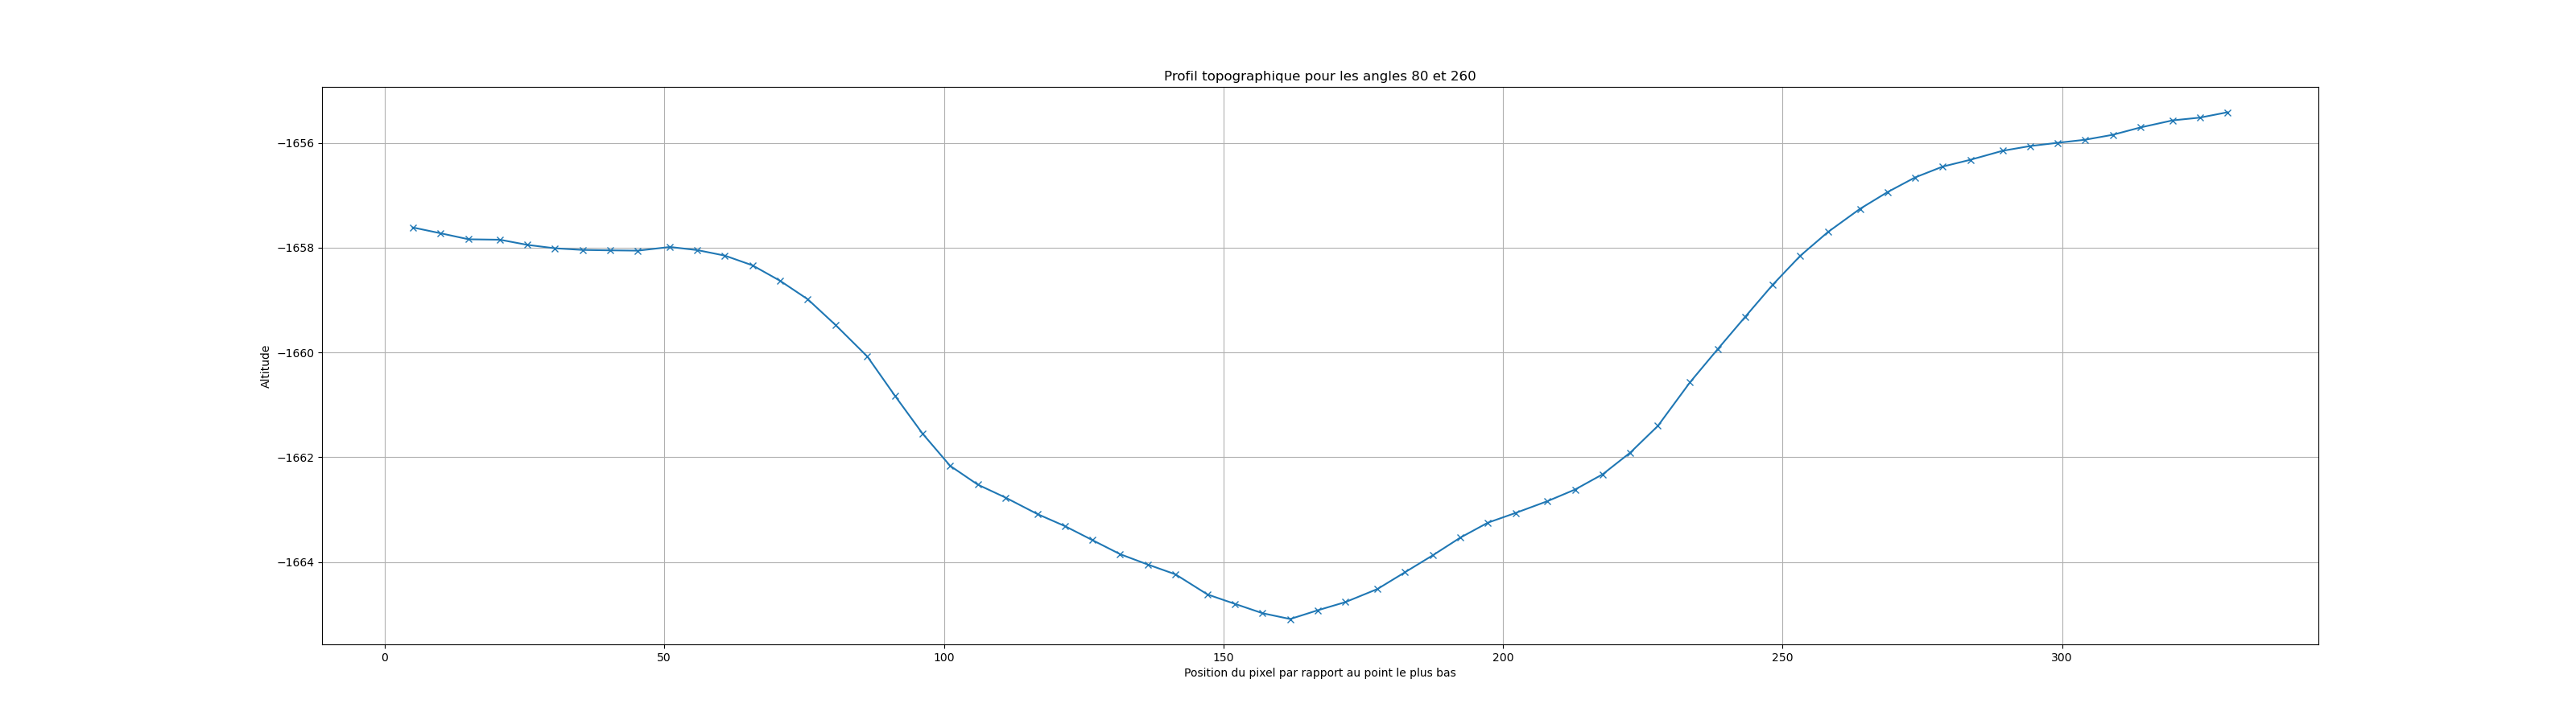 Profil topographique pour les angles 80 et 260
Altitude
−1656
−1658
−1660
−1662
−1664
0 50 100 150 200 250 300
Position du pixel par rapport au point le plus bas